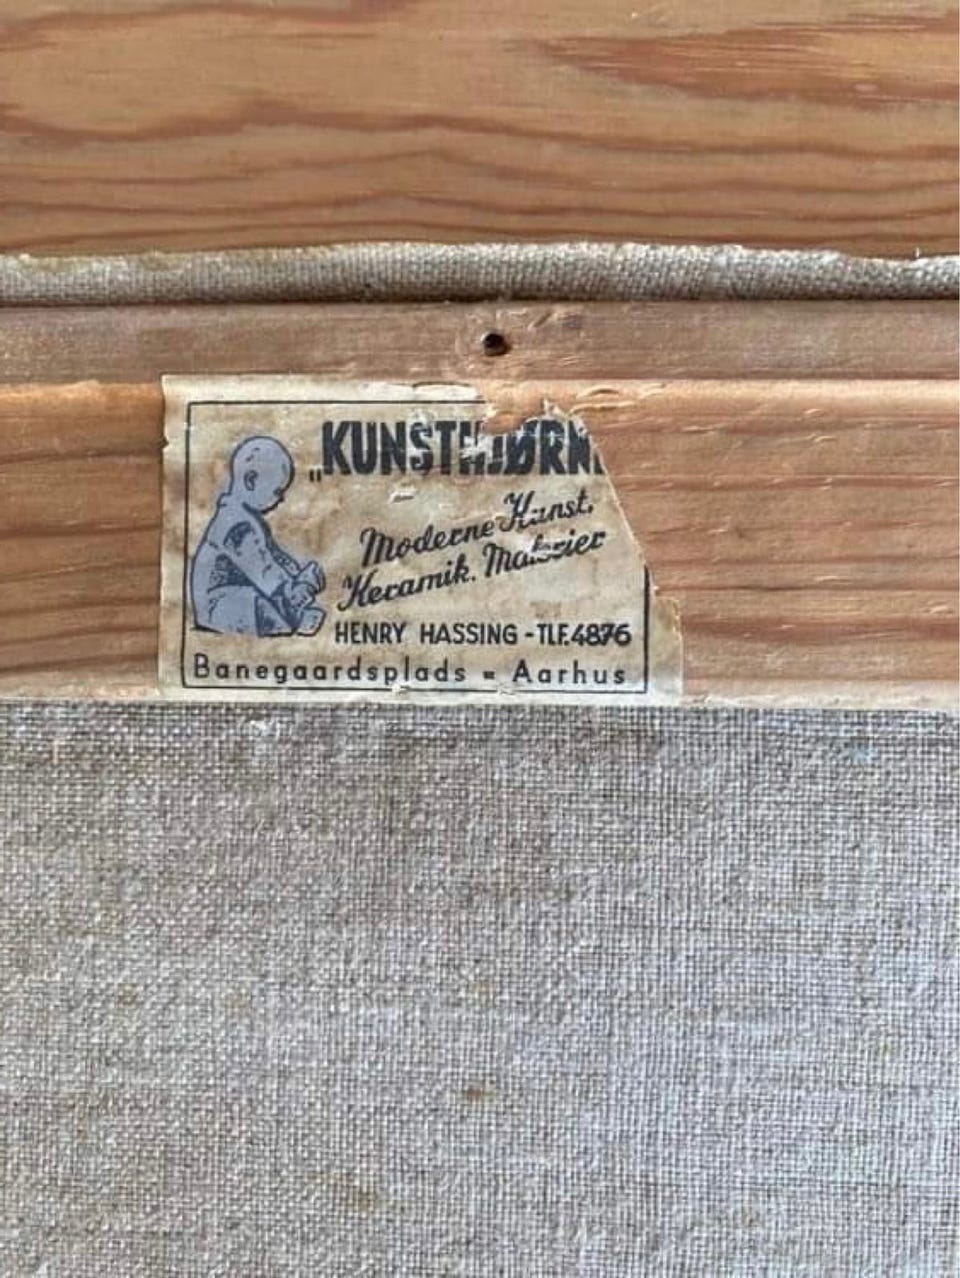 „KUNSTHJØRN
Moderne Kunst,
Keramik. Malerier
HENRY HASSING - TLF. 4876
Banegaardsplads = Aarhus